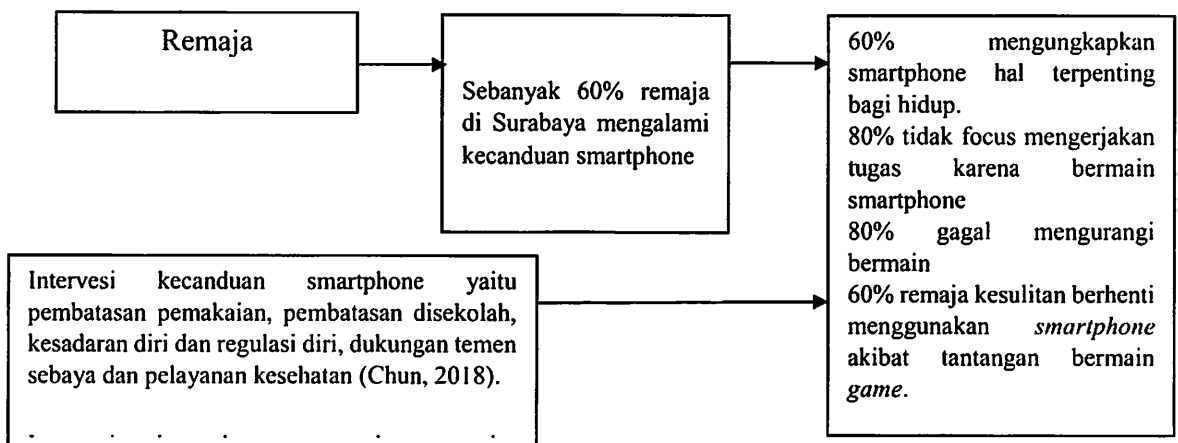 Remaja
Sebanyak 60% remaja
di Surabaya mengalami
kecanduan smartphone
60% mengungkapkan
smartphone hal terpenting
bagi hidup.
80% tidak focus mengerjakan
tugas karena bermain
smartphone
80% gagal mengurangi
bermain
60% remaja kesulitan berhenti
menggunakan smartphone
akibat tantangan bermain
game.
Intervesi kecanduan smartphone yaitu
pembatasan pemakaian, pembatasan disekolah,
kesadaran diri dan regulasi diri, dukungan temen
sebaya dan pelayanan kesehatan (Chun, 2018).